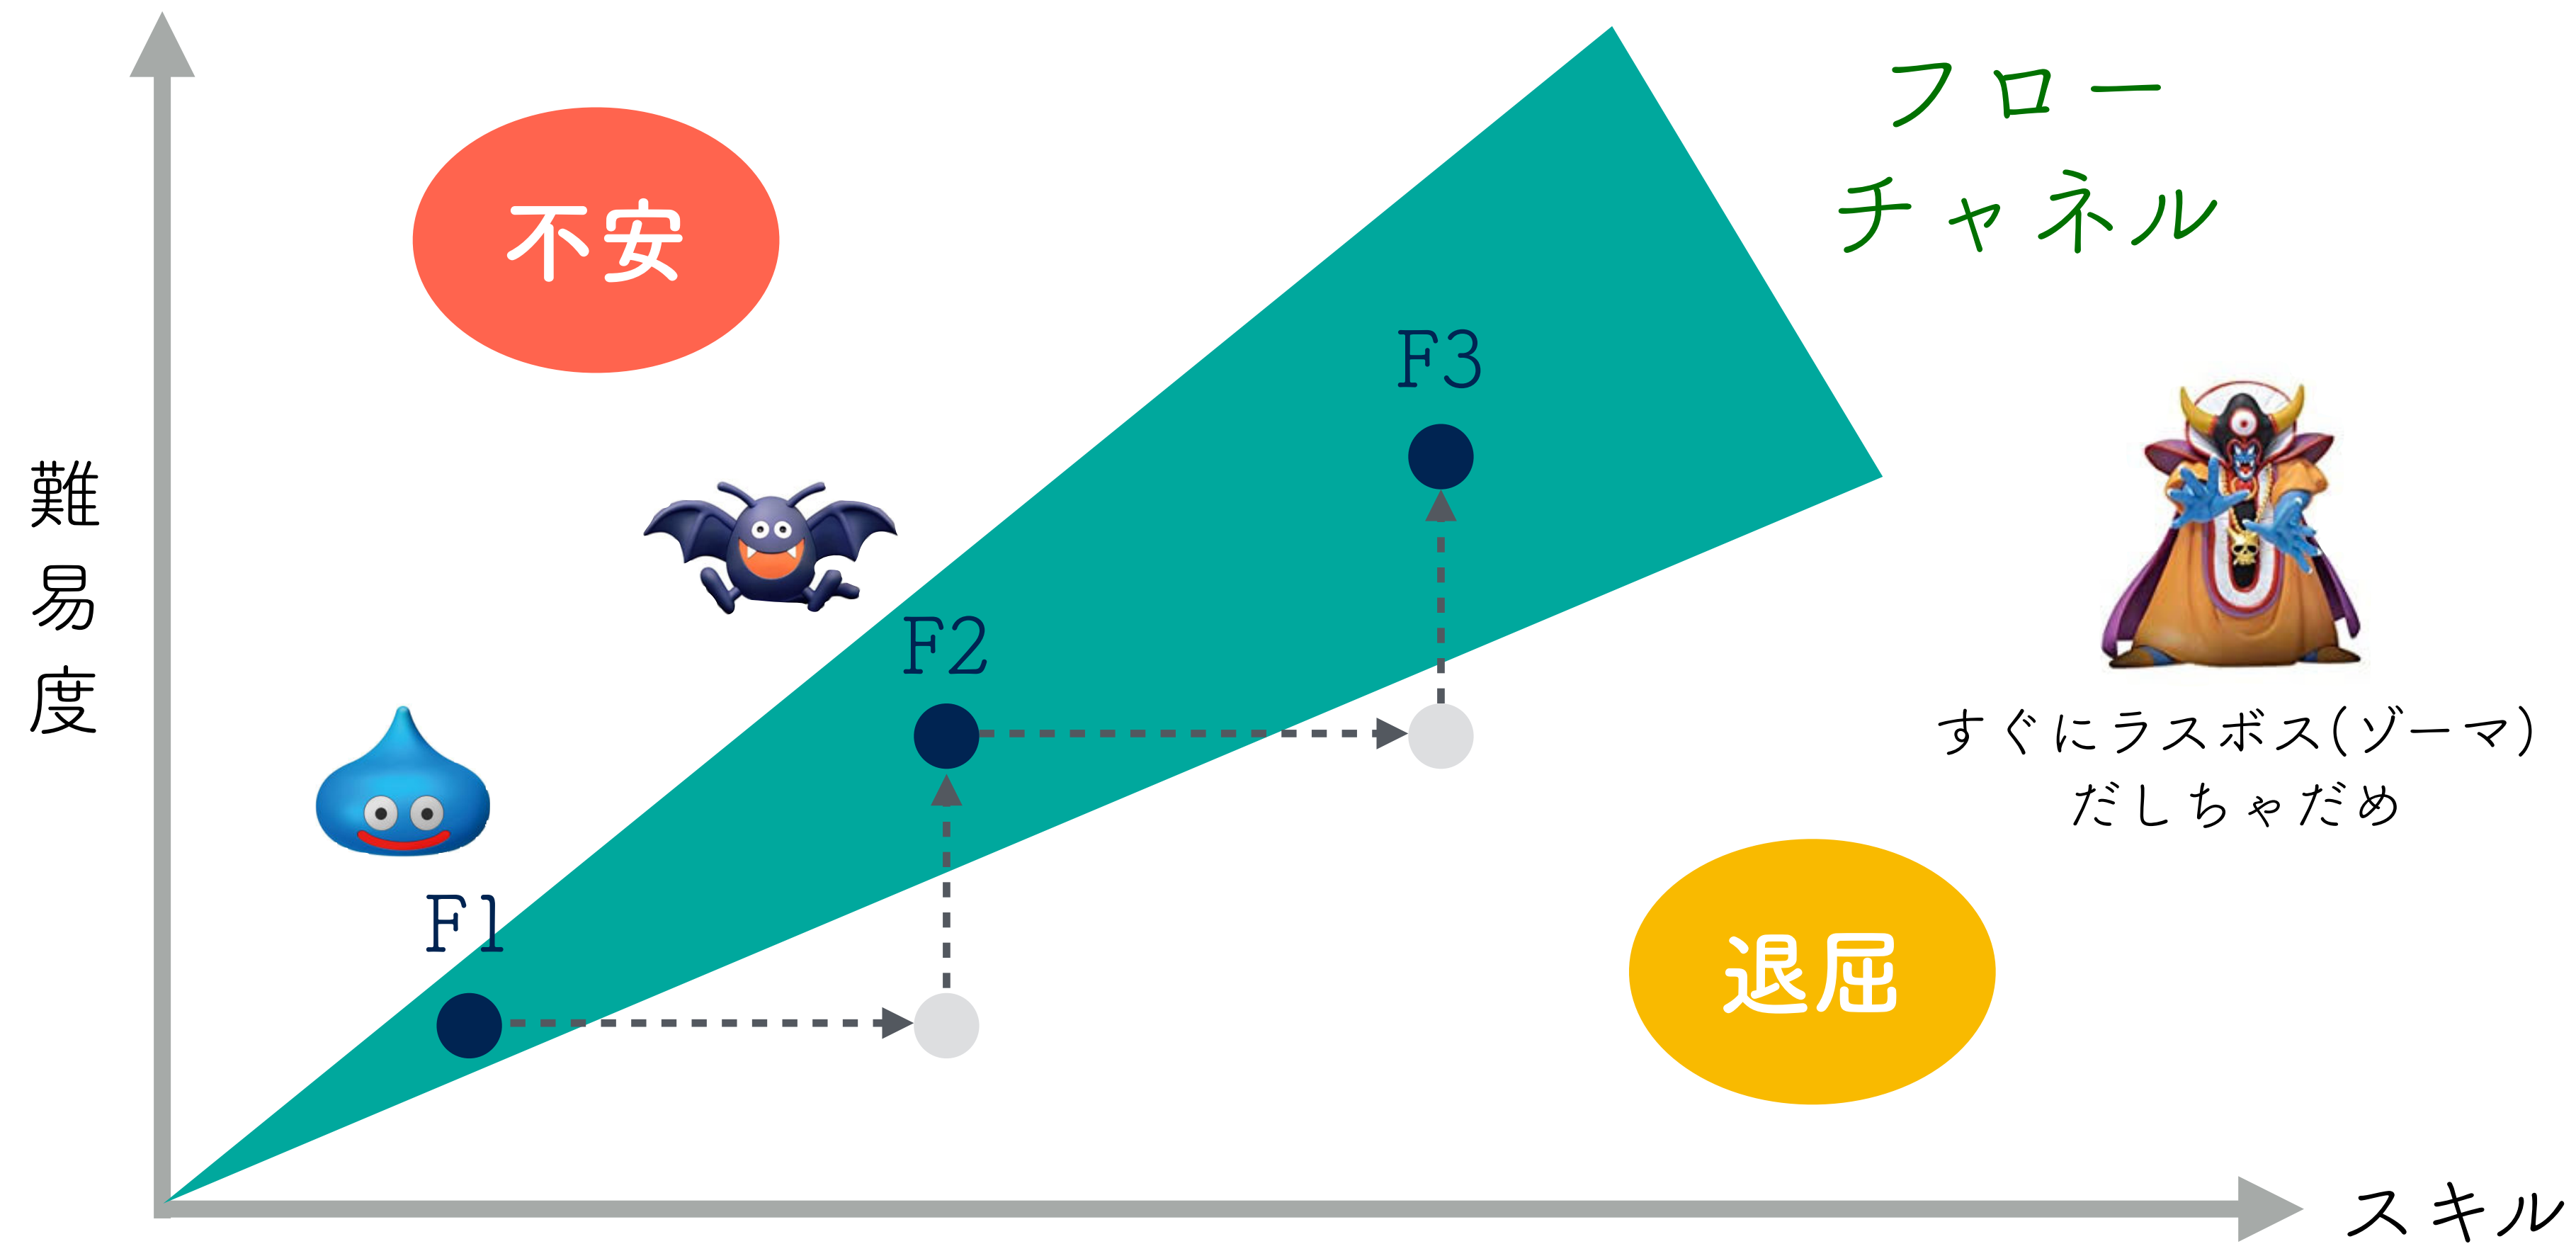 フロー
チャネル
不安
F3
難易度
F2
すぐにラスボス(ゾーマ)
だしちゃだめ
F1
退屈
スキル